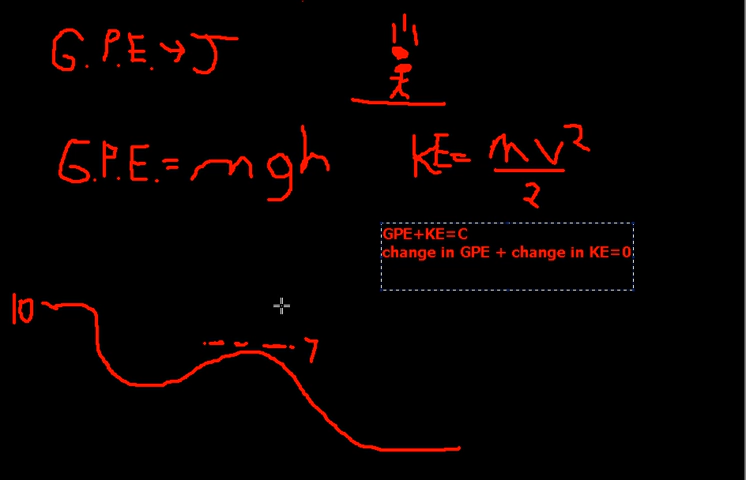 G.P.E. → J
G.P.E. = mgh
KE = mv²/2
GPE+KE=C
change in GPE + change in KE=0
10
7